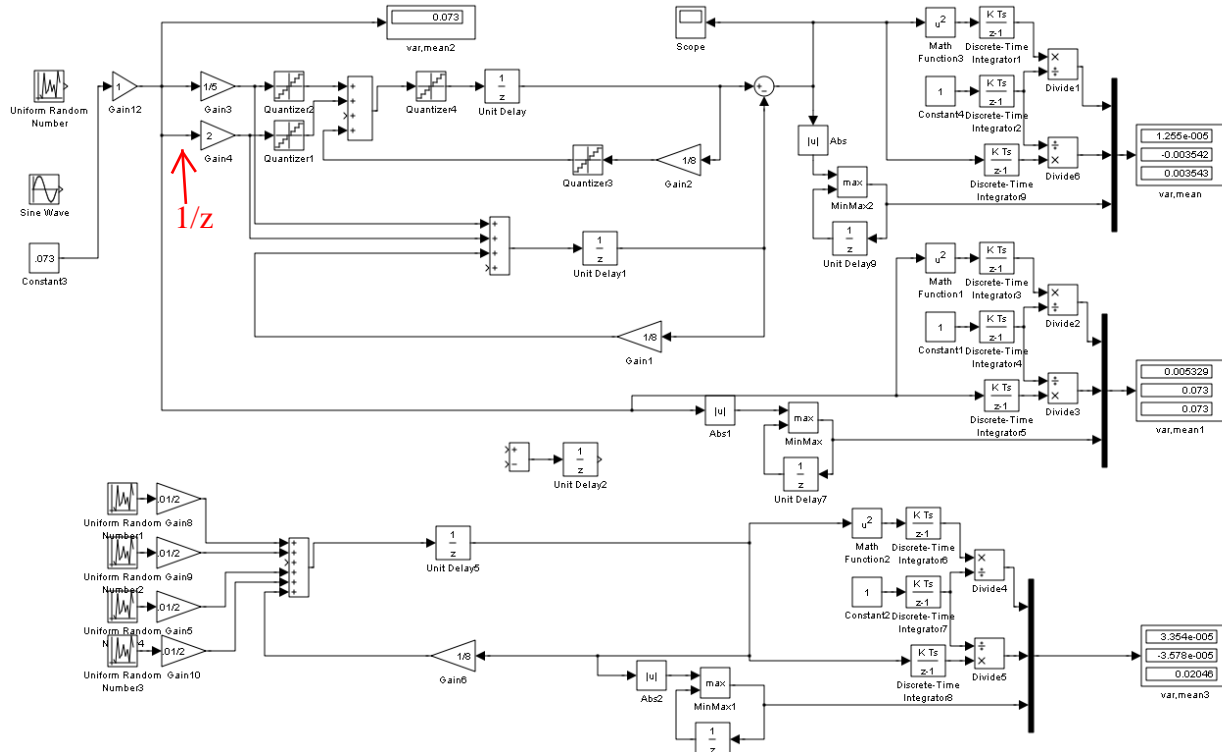 0.073
var,mean2
Scope
u²
Math
Function3
K Ts
z-1
Discrete-Time
Integrator1
×
÷
Divide1
Uniform Random
Number
1
Gain12
1/5
Gain3
Quantizer2
+
+
+
Quantizer4
1
z
Unit Delay
+
−
1
Constant4
K Ts
z-1
Discrete-Time
Integrator2
2
Gain4
Quantizer1
|u|
Abs
÷
×
Divide6
1.255e-005
-0.003542
0.003543
var,mean
Quantizer3
1/8
Gain2
K Ts
z-1
Discrete-Time
Integrator9
max
MinMax2
Sine Wave
1/z
+
+
+
+
1
z
Unit Delay1
1
z
Unit Delay9
.073
Constant3
u²
Math
Function1
K Ts
z-1
Discrete-Time
Integrator3
×
÷
Divide2
1/8
Gain1
1
Constant1
K Ts
z-1
Discrete-Time
Integrator4
÷
×
Divide3
0.005329
0.073
0.073
var,mean1
K Ts
z-1
Discrete-Time
Integrator5
|u|
Abs1
max
MinMax
+
−
1
z
Unit Delay2
1
z
Unit Delay7
Uniform Random
Number1
.01/2
Gain8
Uniform Random
Number2
.01/2
Gain9
Uniform Random
.01/2
Gain5
Uniform Random
Number3
.01/2
Gain10
+
+
+
+
+
1
z
Unit Delay5
u²
Math
Function2
K Ts
z-1
Discrete-Time
Integrator6
×
÷
Divide4
1
Constant2
K Ts
z-1
Discrete-Time
Integrator7
÷
×
Divide5
1/8
Gain6
K Ts
z-1
Discrete-Time
Integrator8
|u|
Abs2
max
MinMax1
1
z
3.354e-005
-3.578e-005
0.02046
var,mean3